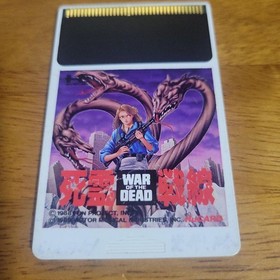 死霊戦線
WAR
OF THE
DEAD
FUN PROJECT, INC.
VICTOR MUSICAL INDUSTRIES, INC.
HuCARD